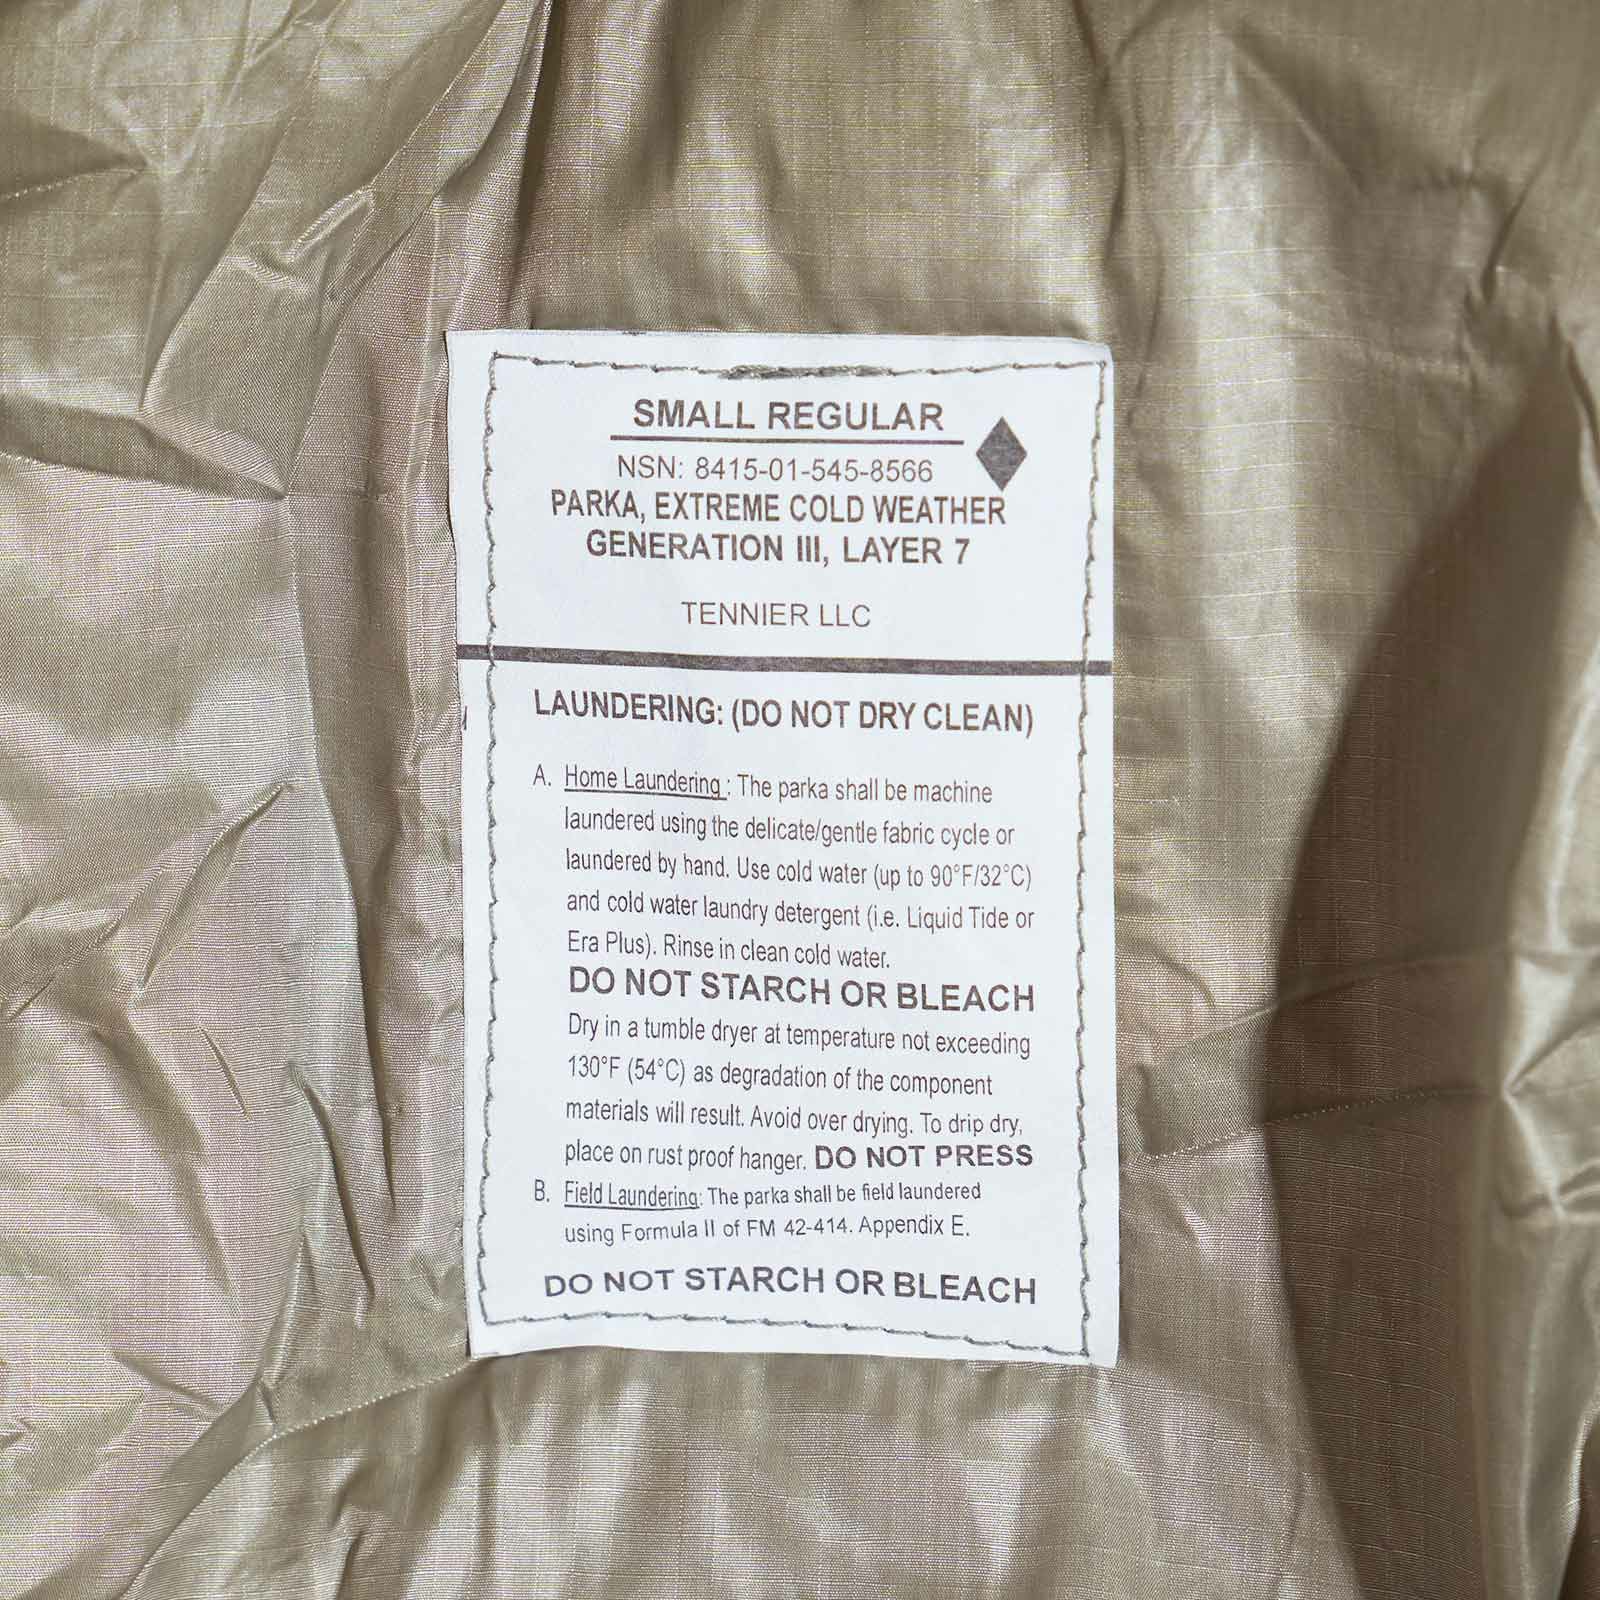 SMALL REGULAR
NSN: 8415-01-545-8566
PARKA, EXTREME COLD WEATHER
GENERATION III, LAYER 7
TENNIER LLC
LAUNDERING: (DO NOT DRY CLEAN)
A. Home Laundering : The parka shall be machine
laundered using the delicate/gentle fabric cycle or
laundered by hand. Use cold water (up to 90°F/32°C)
and cold water laundry detergent (i.e. Liquid Tide or
Era Plus). Rinse in clean cold water.
DO NOT STARCH OR BLEACH
Dry in a tumble dryer at temperature not exceeding
130°F (54°C) as degradation of the component
materials will result. Avoid over drying. To drip dry,
place on rust proof hanger. DO NOT PRESS
B. Field Laundering: The parka shall be field laundered
using Formula II of FM 42-414. Appendix E.
DO NOT STARCH OR BLEACH